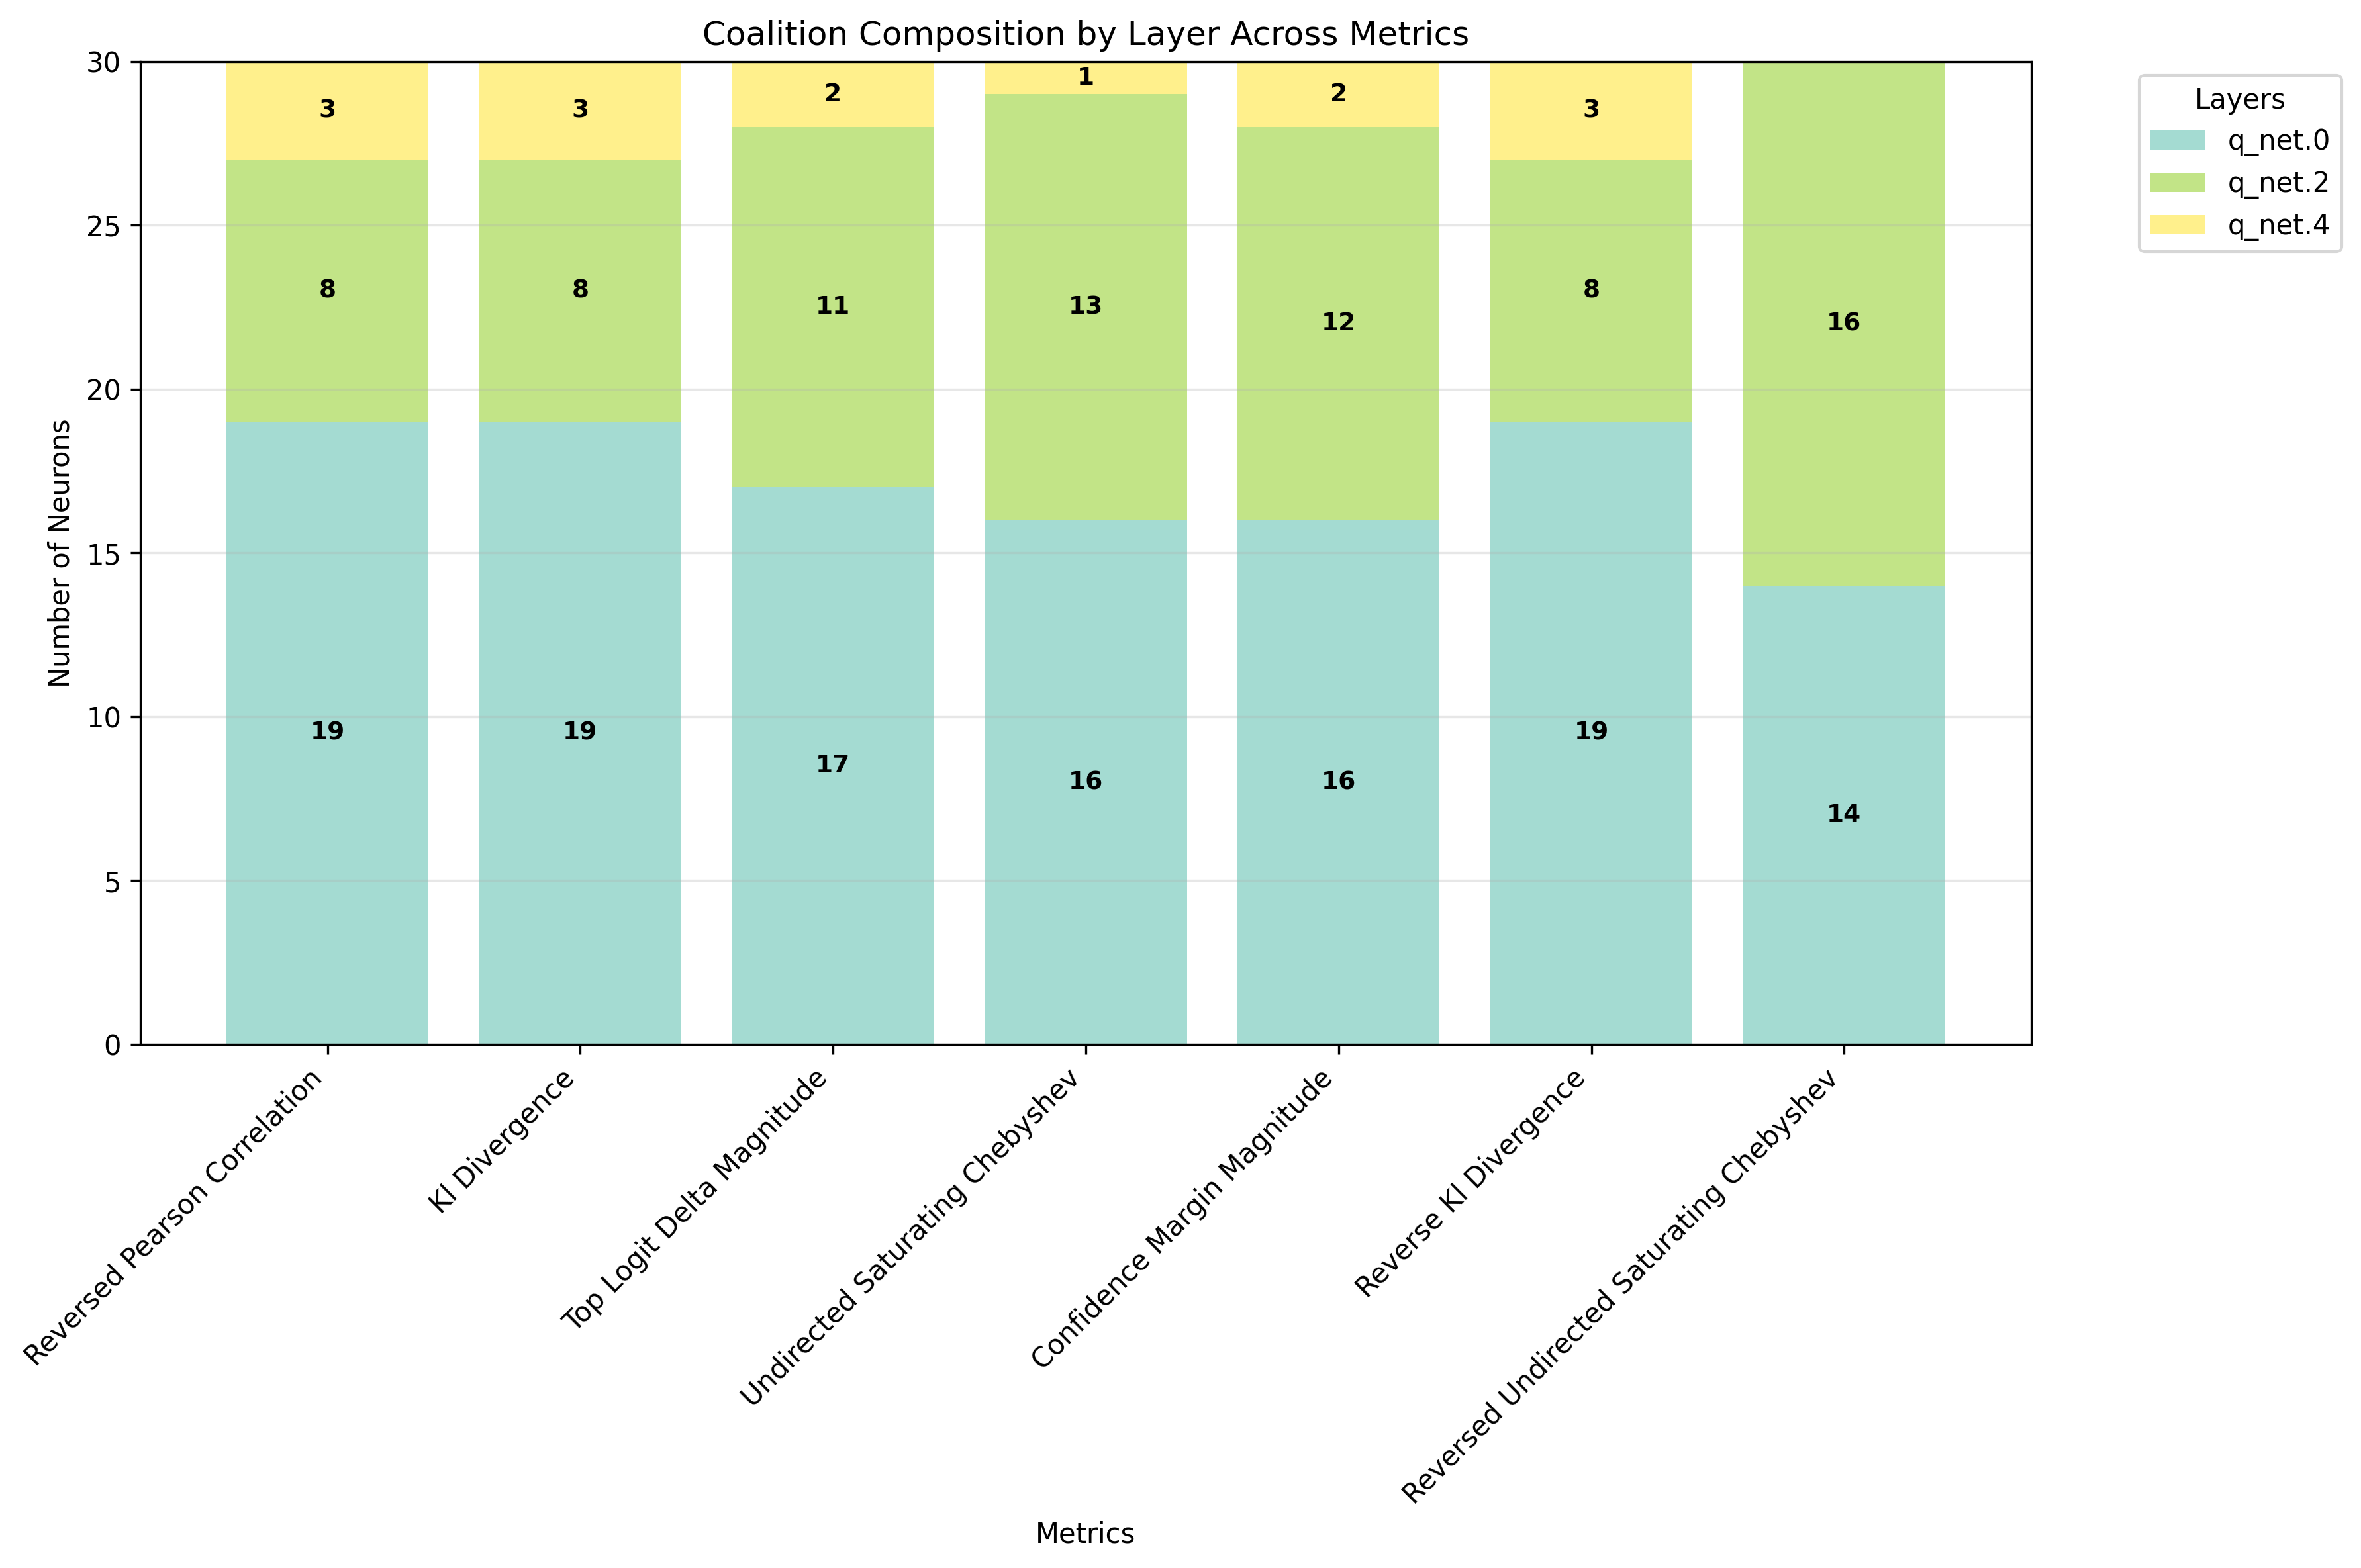 Coalition Composition by Layer Across Metrics
Number of Neurons
30
25
20
15
10
5
0
3
3
2
1
2
3
8
8
11
13
12
8
16
19
19
17
16
16
19
14
Reversed Pearson Correlation
Kl Divergence
Top Logit Delta Magnitude
Undirected Saturating Chebyshev
Confidence Margin Magnitude
Reverse Kl Divergence
Reversed Undirected Saturating Chebyshev
Metrics
Layers
q_net.0
q_net.2
q_net.4